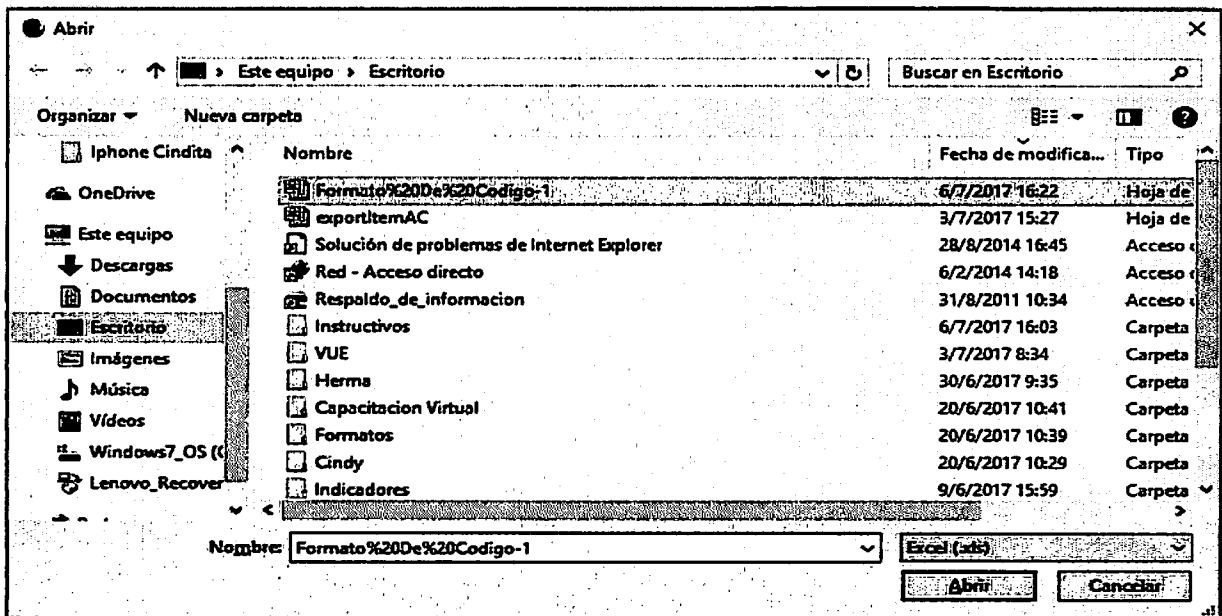 Abrir
Este equipo > Escritorio
Buscar en Escritorio
Organizar
Nueva carpeta
Iphone Cindita
OneDrive
Este equipo
Descargas
Documentos
Escritorio
Imágenes
Música
Vídeos
Windows7_OS (C
Lenovo_Recover
Nombre Fecha de modifica... Tipo
Formato%20De%20Codigo-1 6/7/2017 16:22 Hoja de
exportItemAC 3/7/2017 15:27 Hoja de
Solución de problemas de Internet Explorer 28/8/2014 16:45 Acceso
Red - Acceso directo 6/2/2014 14:18 Acceso
Respaldo_de_informacion 31/8/2011 10:34 Acceso
Instructivos 6/7/2017 16:03 Carpeta
VUE 3/7/2017 8:34 Carpeta
Herma 30/6/2017 9:35 Carpeta
Capacitacion Virtual 20/6/2017 10:41 Carpeta
Formatos 20/6/2017 10:39 Carpeta
Cindy 20/6/2017 10:29 Carpeta
Indicadores 9/6/2017 15:59 Carpeta
Nombre: Formato%20De%20Codigo-1
Excel (.xls)
Abrir
Cancelar